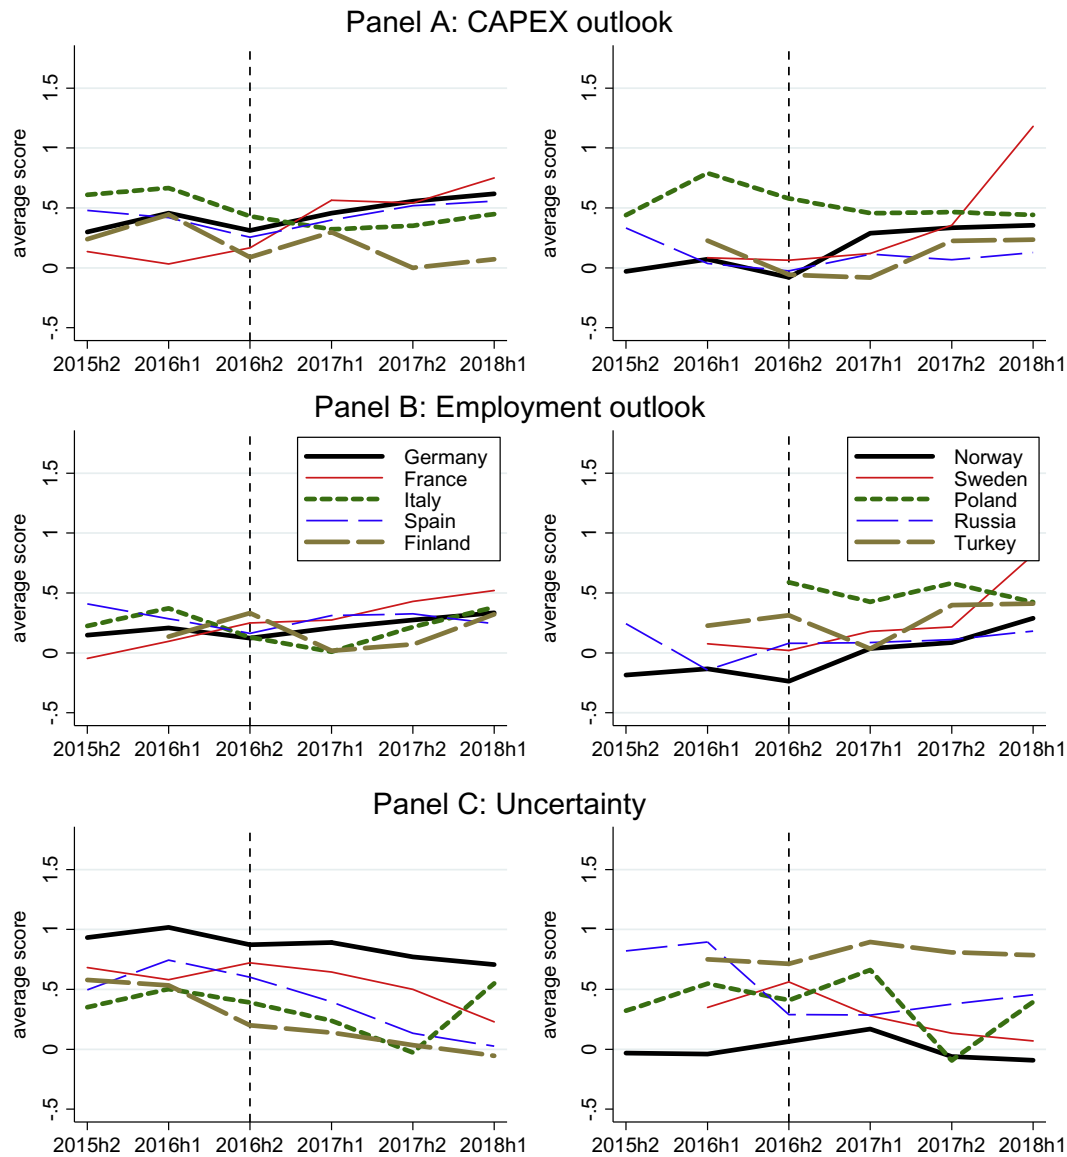 Panel A: CAPEX outlook
average score
1.5
1
.5
0
-.5
2015h2 2016h1 2016h2 2017h1 2017h2 2018h1
average score
1.5
1
.5
0
-.5
2015h2 2016h1 2016h2 2017h1 2017h2 2018h1
Panel B: Employment outlook
average score
1.5
1
.5
0
-.5
Germany
France
Italy
Spain
Finland
2015h2 2016h1 2016h2 2017h1 2017h2 2018h1
average score
1.5
1
.5
0
-.5
Norway
Sweden
Poland
Russia
Turkey
2015h2 2016h1 2016h2 2017h1 2017h2 2018h1
Panel C: Uncertainty
average score
1.5
1
.5
0
-.5
2015h2 2016h1 2016h2 2017h1 2017h2 2018h1
average score
1.5
1
.5
0
-.5
2015h2 2016h1 2016h2 2017h1 2017h2 2018h1